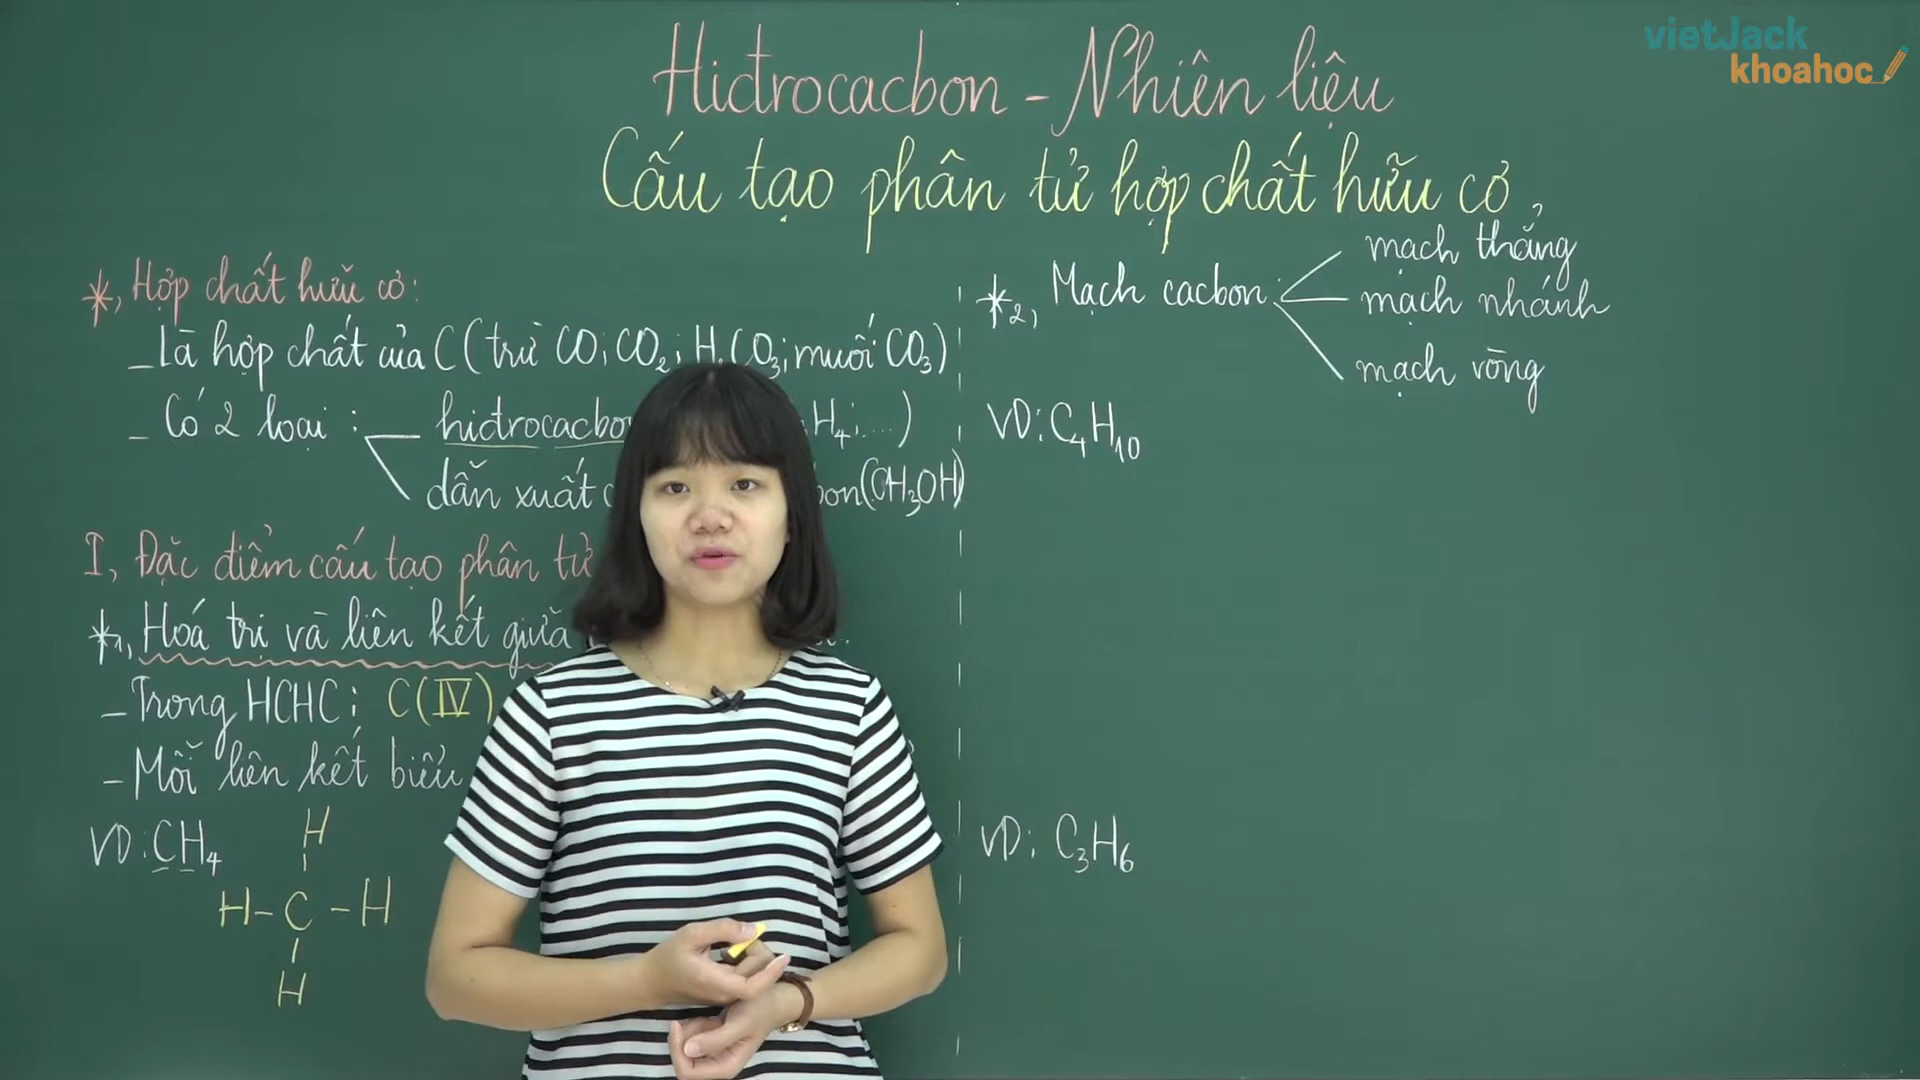 vietJack
khoahoc
Hiđrocacbon - Nhiên liệu
Cấu tạo phân tử hợp chất hữu cơ
*, Hợp chất hữu cơ:
- Là hợp chất của C (trừ CO; CO₂; H CO₃; muối CO₃)
- Có 2 loại :
hiđrocacbo H₄; ....)
dẫn xuất bon (CH₃OH)
I, Đặc điểm cấu tạo phân tử
*1, Hoá trị và liên kết giữa
- Trong HCHC: C (IV)
- Mỗi liên kết biểu
VD: CH₄
H
H - C - H
H
*2, Mạch cacbon:
mạch thẳng
mạch nhánh
mạch vòng
VD: C₄H₁₀
VD: C₃H₆